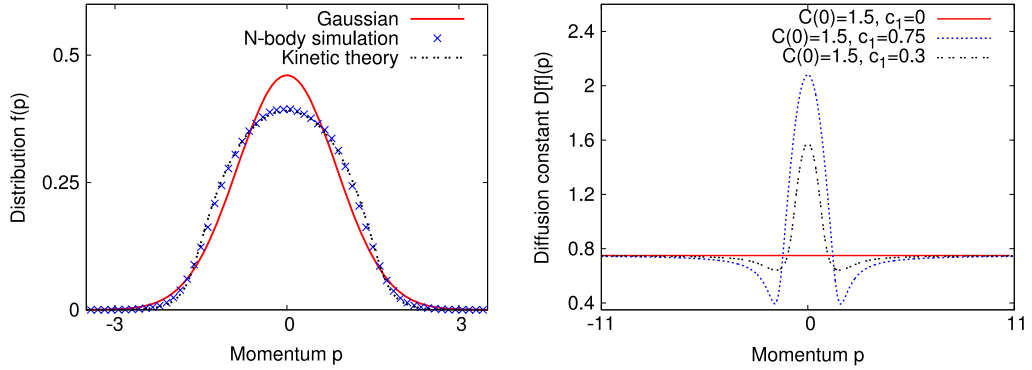 Gaussian
N-body simulation
Kinetic theory
0.5
0.25
0
-3
0
3
Distribution f(p)
Momentum p
C(0)=1.5, c1=0
C(0)=1.5, c1=0.75
C(0)=1.5, c1=0.3
2.4
2
1.6
1.2
0.8
0.4
-11
0
11
Diffusion constant D[f](p)
Momentum p